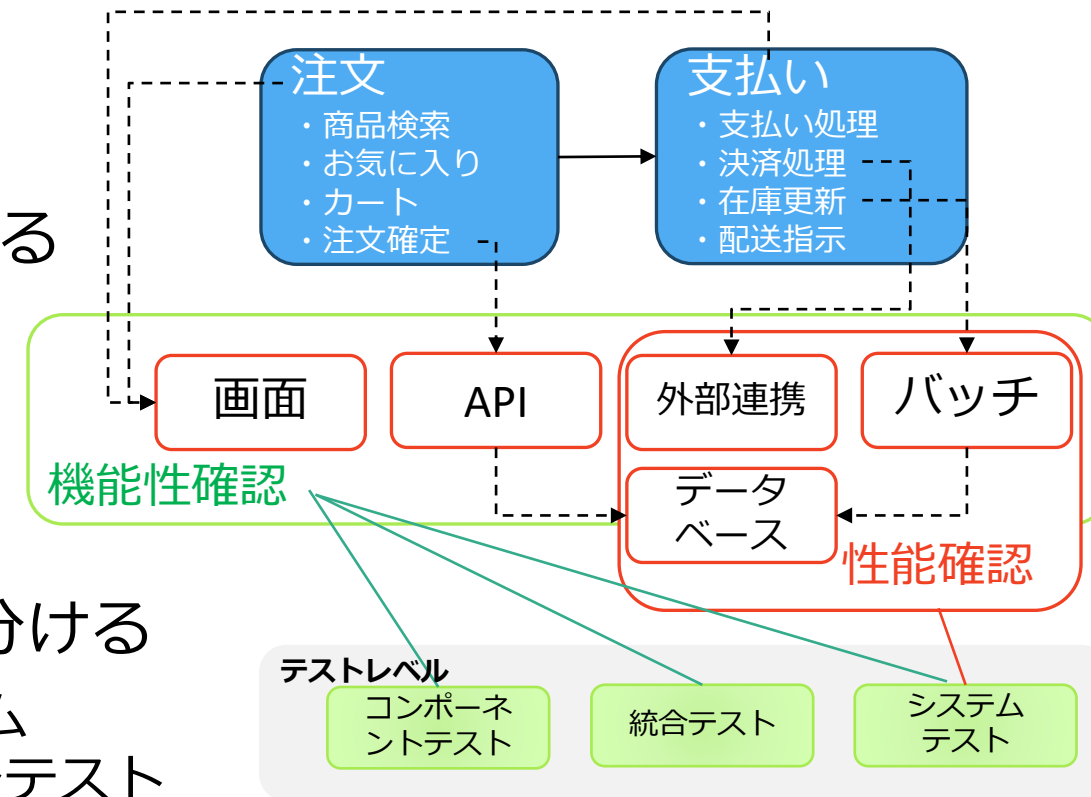 注文
・商品検索
・お気に入り
・カート
・注文確定
支払い
・支払い処理
・決済処理
・在庫更新
・配送指示
る
画面
API
外部連携
バッチ
機能性確認
データ
ベース
性能確認
分ける
テストレベル
コンポーネ
ントテスト
統合テスト
システム
テスト
ム
テスト